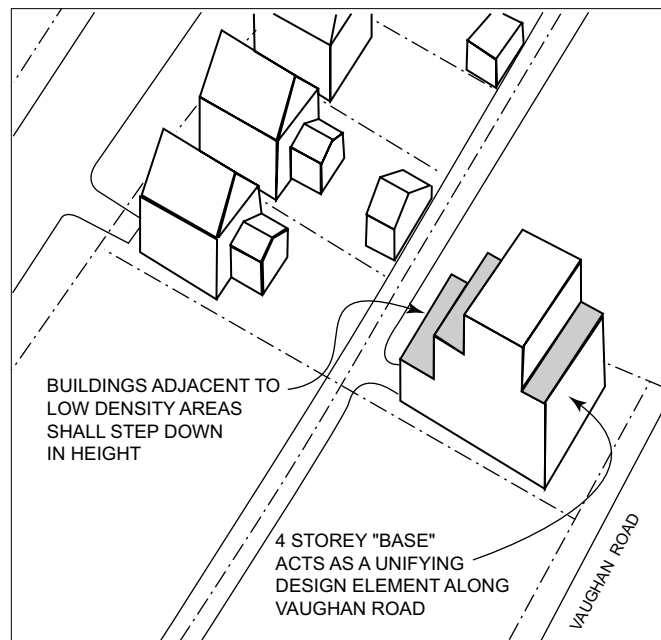 BUILDINGS ADJACENT TO
LOW DENSITY AREAS
SHALL STEP DOWN
IN HEIGHT
4 STOREY "BASE"
ACTS AS A UNIFYING
DESIGN ELEMENT ALONG
VAUGHAN ROAD
VAUGHAN ROAD